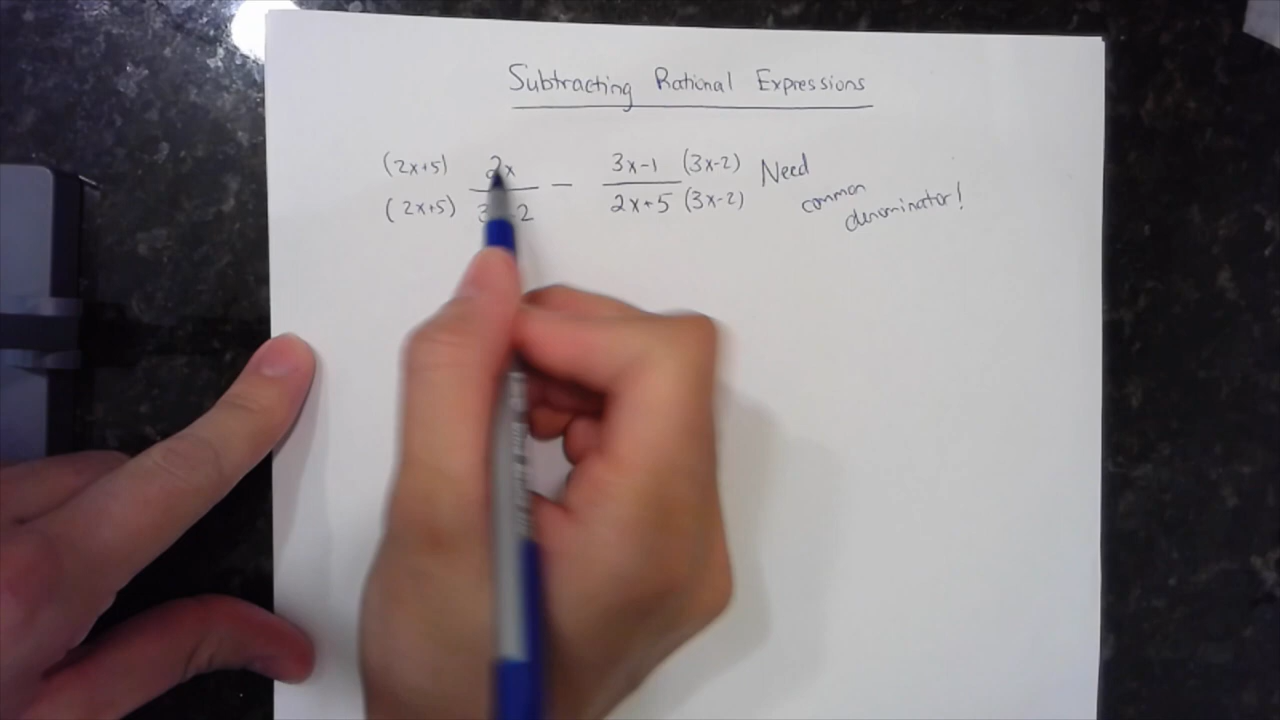 Subtracting Rational Expressions
(2x+5) 2x − 3x-1 (3x-2) Need
(2x+5) 3 -2 2x+5 (3x-2) common
denominator!